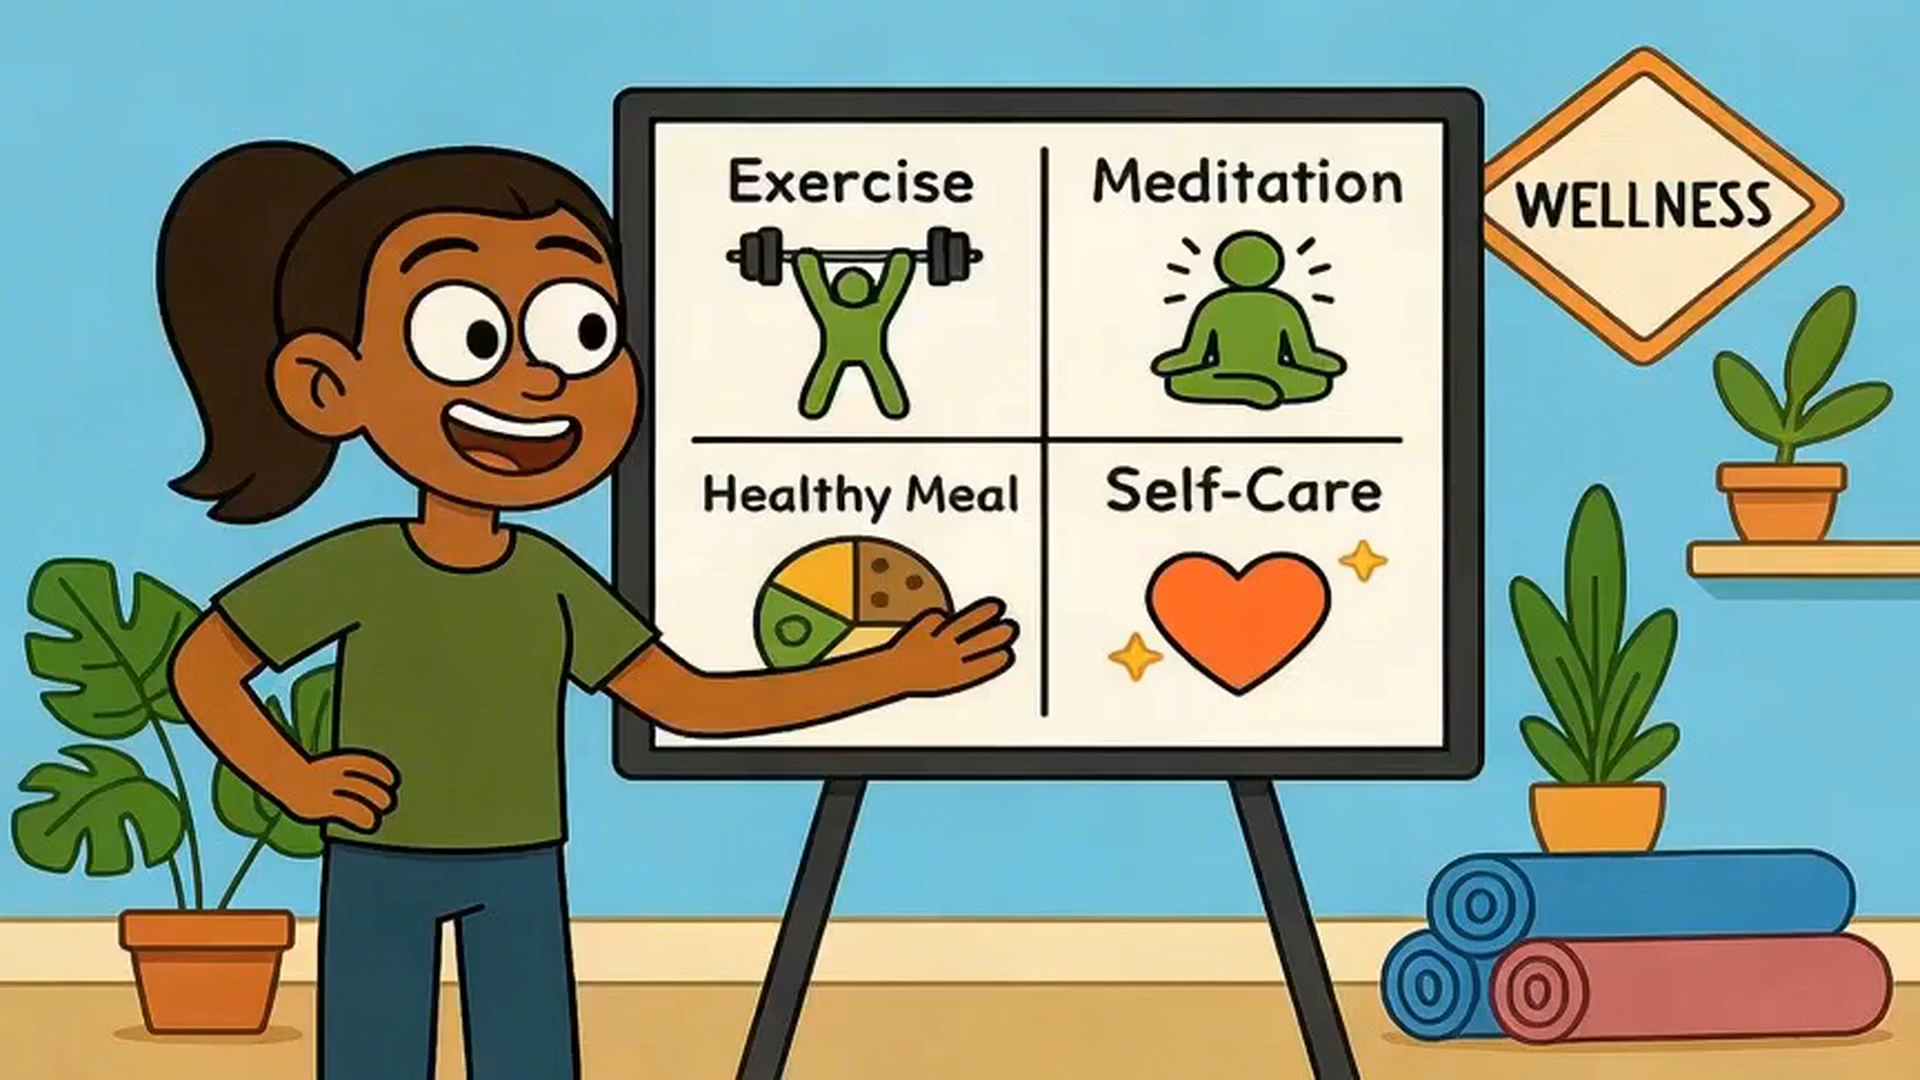 Exercise
Meditation
WELLNESS
Healthy Meal
Self-Care